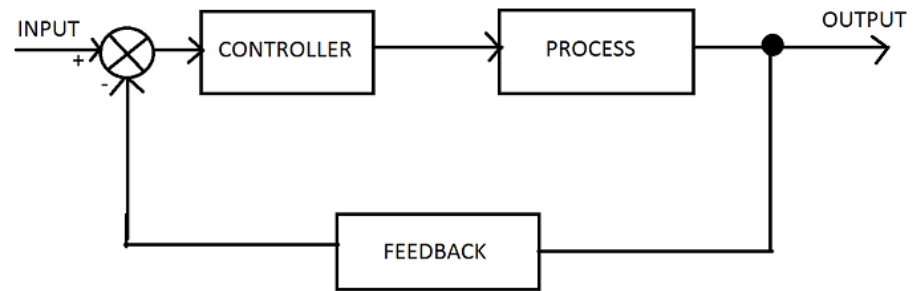 INPUT
OUTPUT
+
CONTROLLER
PROCESS
-
FEEDBACK